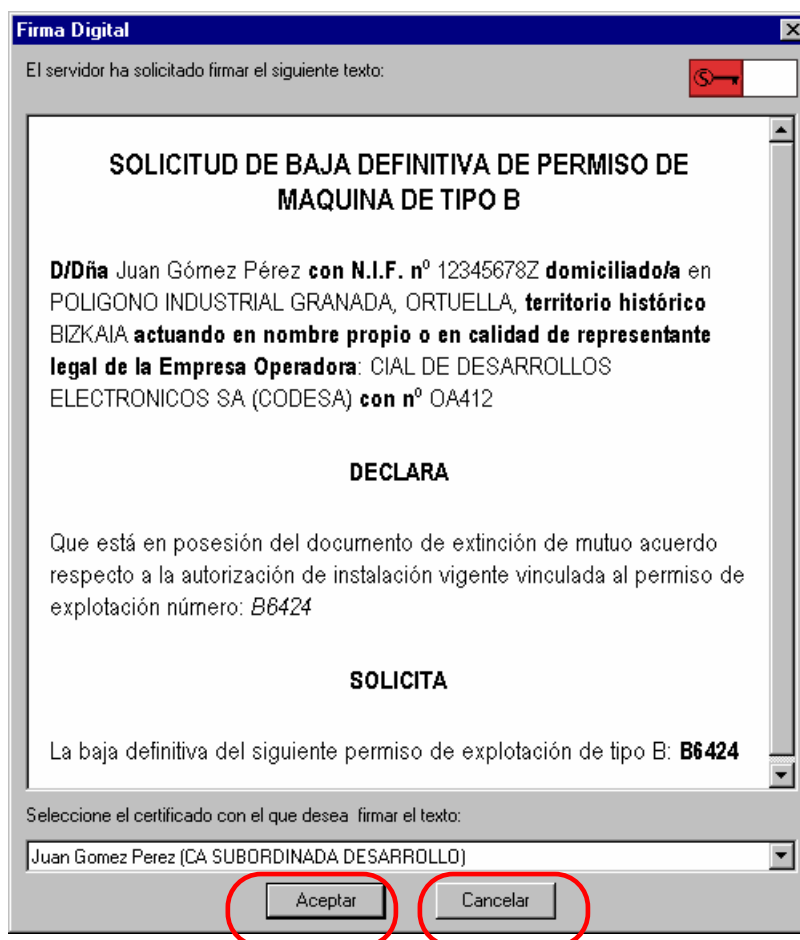 Firma Digital
El servidor ha solicitado firmar el siguiente texto:
SOLICITUD DE BAJA DEFINITIVA DE PERMISO DE
MAQUINA DE TIPO B
D/Dña Juan Gómez Pérez con N.I.F. nº 12345678Z domiciliado/a en
POLIGONO INDUSTRIAL GRANADA, ORTUELLA, territorio histórico
BIZKAIA actuando en nombre propio o en calidad de representante
legal de la Empresa Operadora: CIAL DE DESARROLLOS
ELECTRONICOS SA (CODESA) con nº OA412
DECLARA
Que está en posesión del documento de extinción de mutuo acuerdo
respecto a la autorización de instalación vigente vinculada al permiso de
explotación número: B6424
SOLICITA
La baja definitiva del siguiente permiso de explotación de tipo B: B6424
Seleccione el certificado con el que desea firmar el texto:
Juan Gomez Perez (CA SUBORDINADA DESARROLLO)
Aceptar
Cancelar